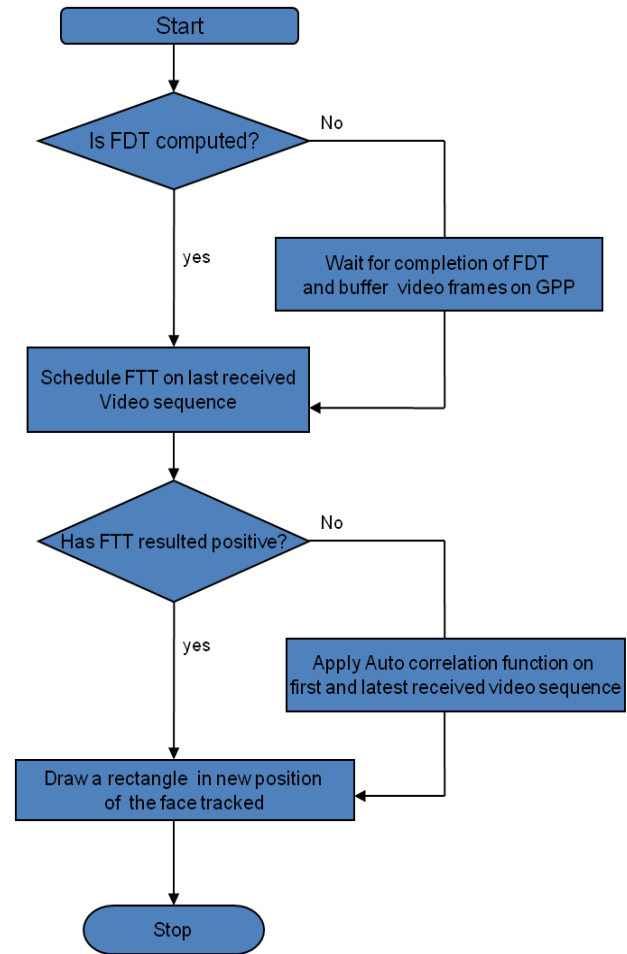 Start
Is FDT computed?
No
yes
Wait for completion of FDT
and buffer video frames on GPP
Schedule FTT on last received
Video sequence
Has FTT resulted positive?
No
yes
Apply Auto correlation function on
first and latest received video sequence
Draw a rectangle in new position
of the face tracked
Stop